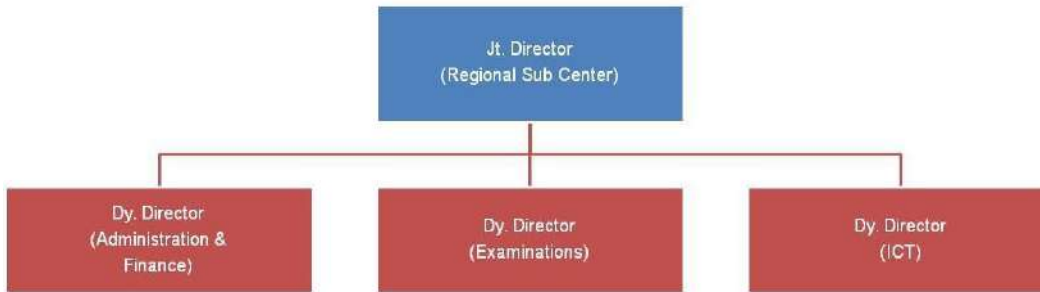 Jt. Director
(Regional Sub Center)
Dy. Director
(Administration &
Finance)
Dy. Director
(Examinations)
Dy. Director
(ICT)